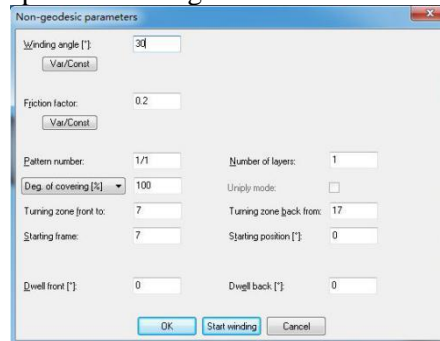 Non-geodesic parameters
Winding angle [°]: 30
Var/Const
Friction factor: 0.2
Var/Const
Pattern number: 1/1 Number of layers: 1
Deg. of covering [%] 100 Uniply mode:
Turning zone front to: 7 Turning zone back from: 17
Starting frame: 7 Starting position [°]: 0
Dwell front [°]: 0 Dwell back [°]: 0
OK Start winding Cancel